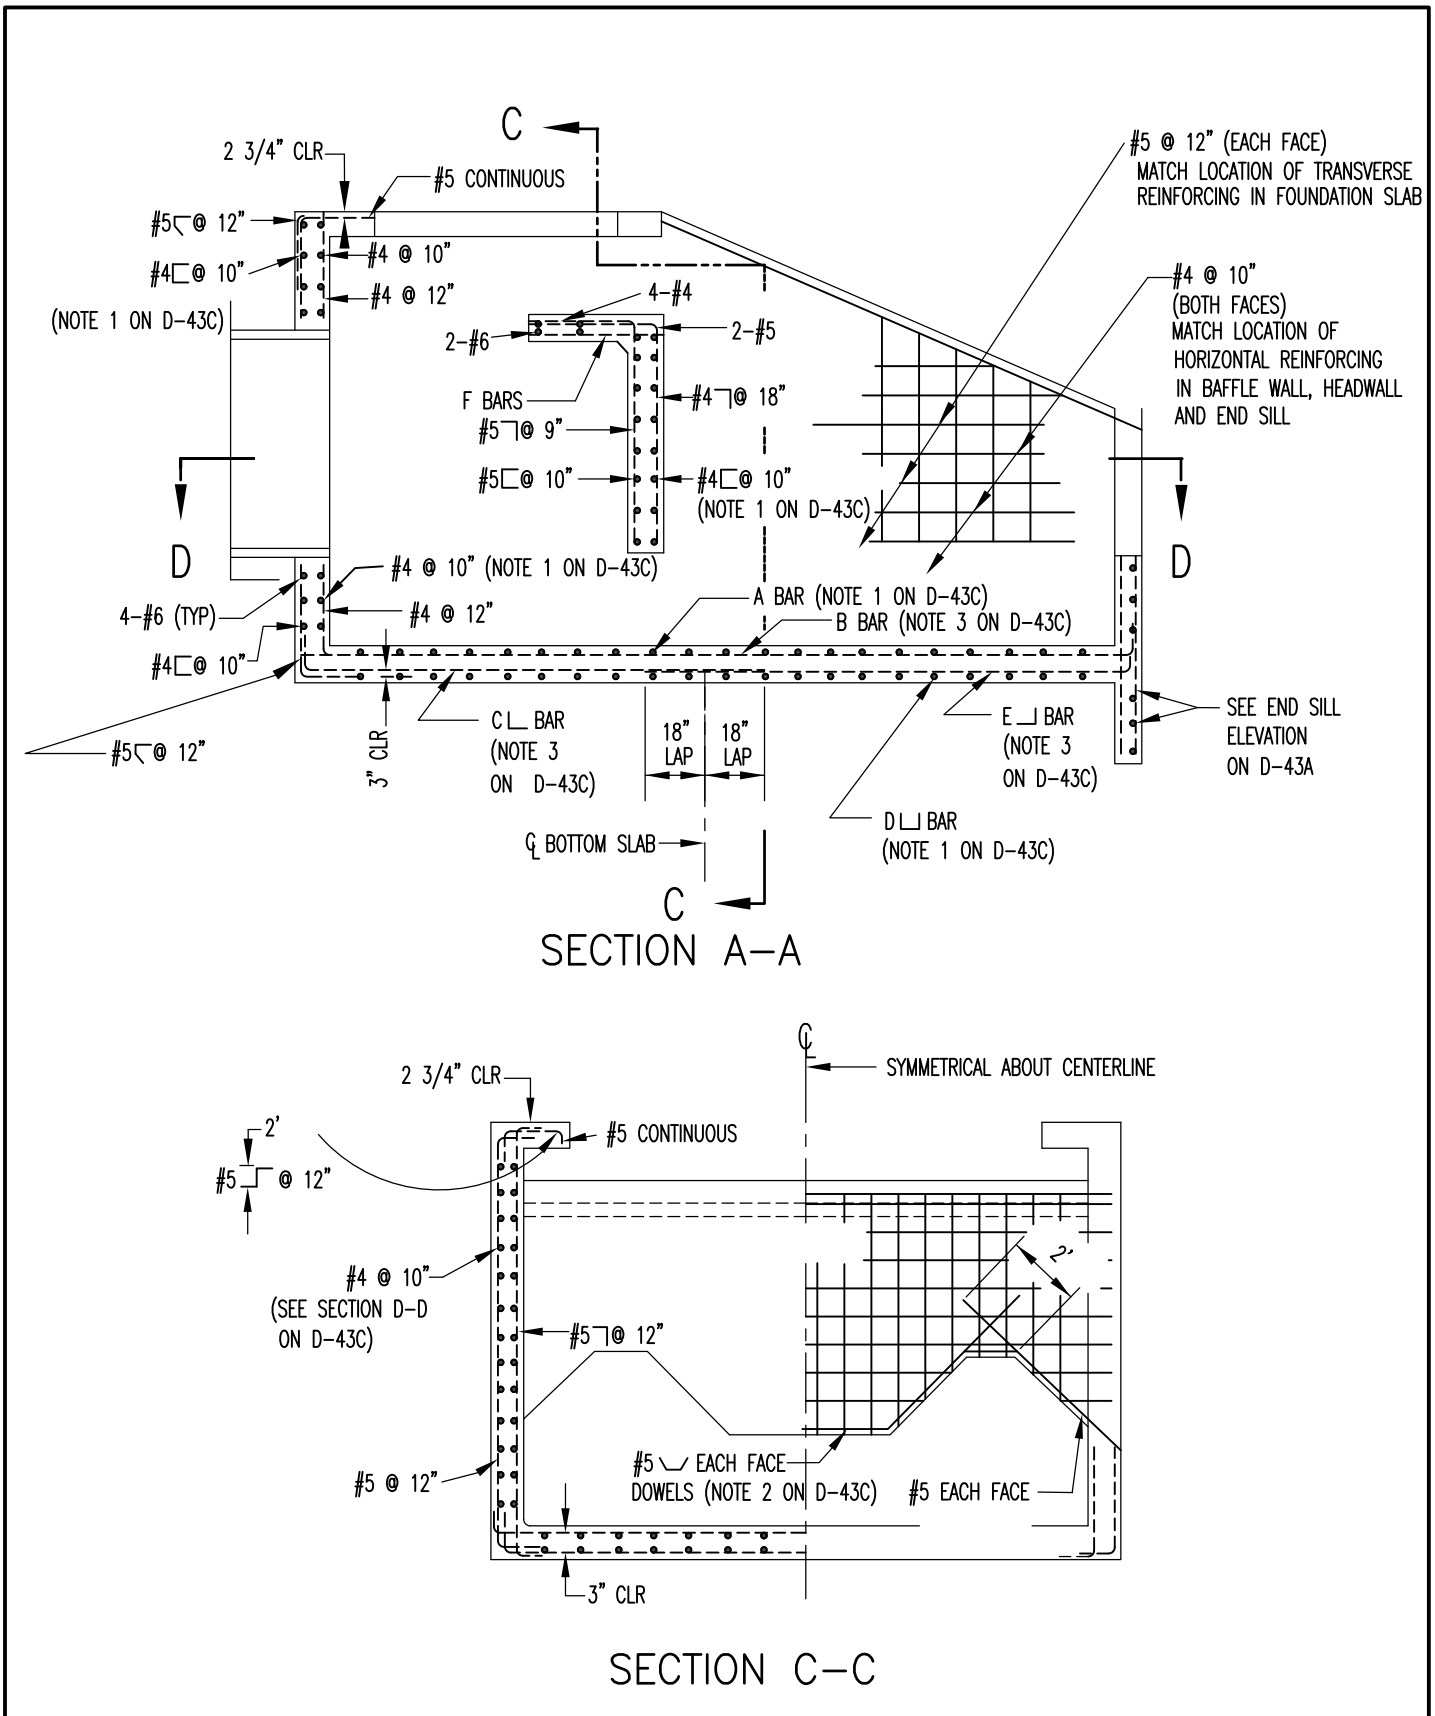 C
2 3/4" CLR
#5 CONTINUOUS
#5 @ 12"
#4 @ 10"
#4 @ 10"
#4 @ 12"
(NOTE 1 ON D-43C)
#5 @ 12" (EACH FACE)
MATCH LOCATION OF TRANSVERSE
REINFORCING IN FOUNDATION SLAB
#4 @ 10"
(BOTH FACES)
MATCH LOCATION OF
HORIZONTAL REINFORCING
IN BAFFLE WALL, HEADWALL
AND END SILL
4-#4
2-#6
2-#5
F BARS
#4 @ 18"
#5 @ 9"
#5 @ 10"
#4 @ 10"
(NOTE 1 ON D-43C)
D
D
#4 @ 10" (NOTE 1 ON D-43C)
4-#6 (TYP)
#4 @ 12"
#4 @ 10"
A BAR (NOTE 1 ON D-43C)
B BAR (NOTE 3 ON D-43C)
#5 @ 12"
3" CLR
C BAR
(NOTE 3
ON D-43C)
18"
LAP
18"
LAP
E BAR
(NOTE 3
ON D-43C)
SEE END SILL
ELEVATION
ON D-43A
D BAR
(NOTE 1 ON D-43C)
℄ BOTTOM SLAB
C
SECTION A-A
℄
SYMMETRICAL ABOUT CENTERLINE
2 3/4" CLR
2'
#5 CONTINUOUS
#5 @ 12"
2'
#4 @ 10"
(SEE SECTION D-D
ON D-43C)
#5 @ 12"
#5 @ 12"
#5 EACH FACE
DOWELS (NOTE 2 ON D-43C)
#5 EACH FACE
3" CLR
SECTION C-C